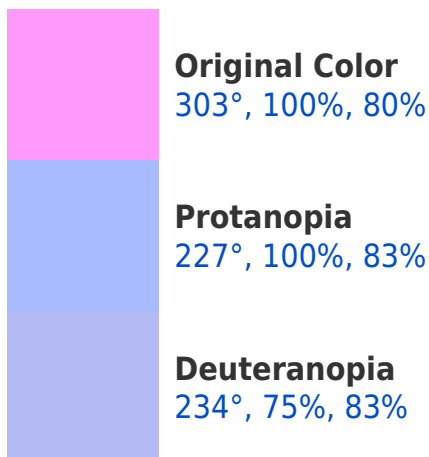 Original Color
303°, 100%, 80%
Protanopia
227°, 100%, 83%
Deuteranopia
234°, 75%, 83%